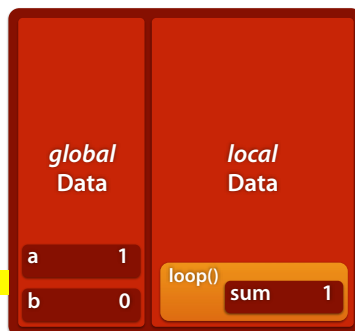 global
Data
a 1
b 0
local
Data
loop()
sum 1